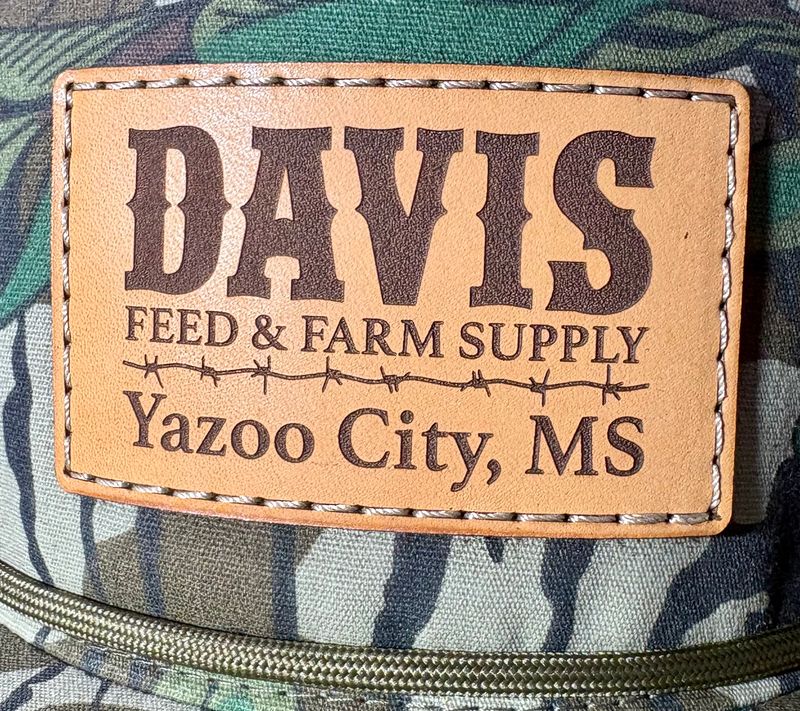 DAVIS
FEED & FARM SUPPLY
Yazoo City, MS